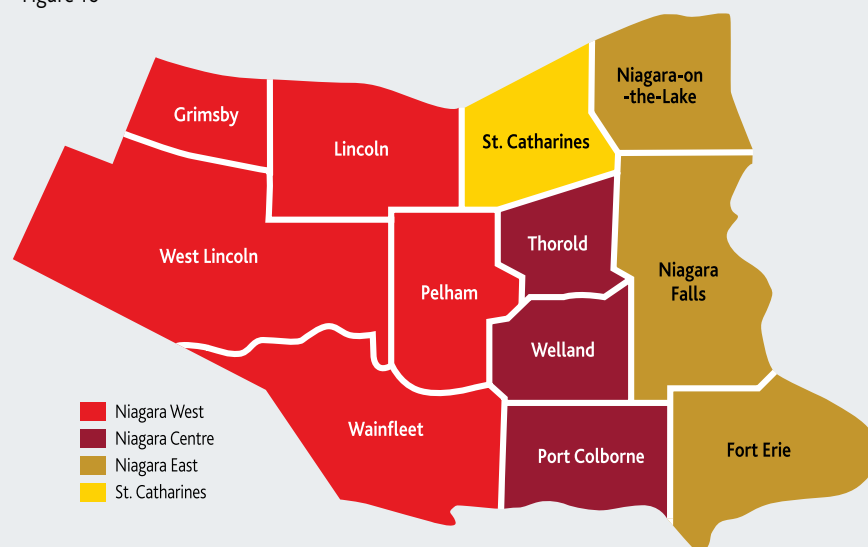 Niagara-on
-the-Lake
Grimsby
Lincoln
St. Catharines
West Lincoln
Thorold
Pelham
Niagara
Falls
Welland
Wainfleet
Port Colborne
Fort Erie
Niagara West
Niagara Centre
Niagara East
St. Catharines